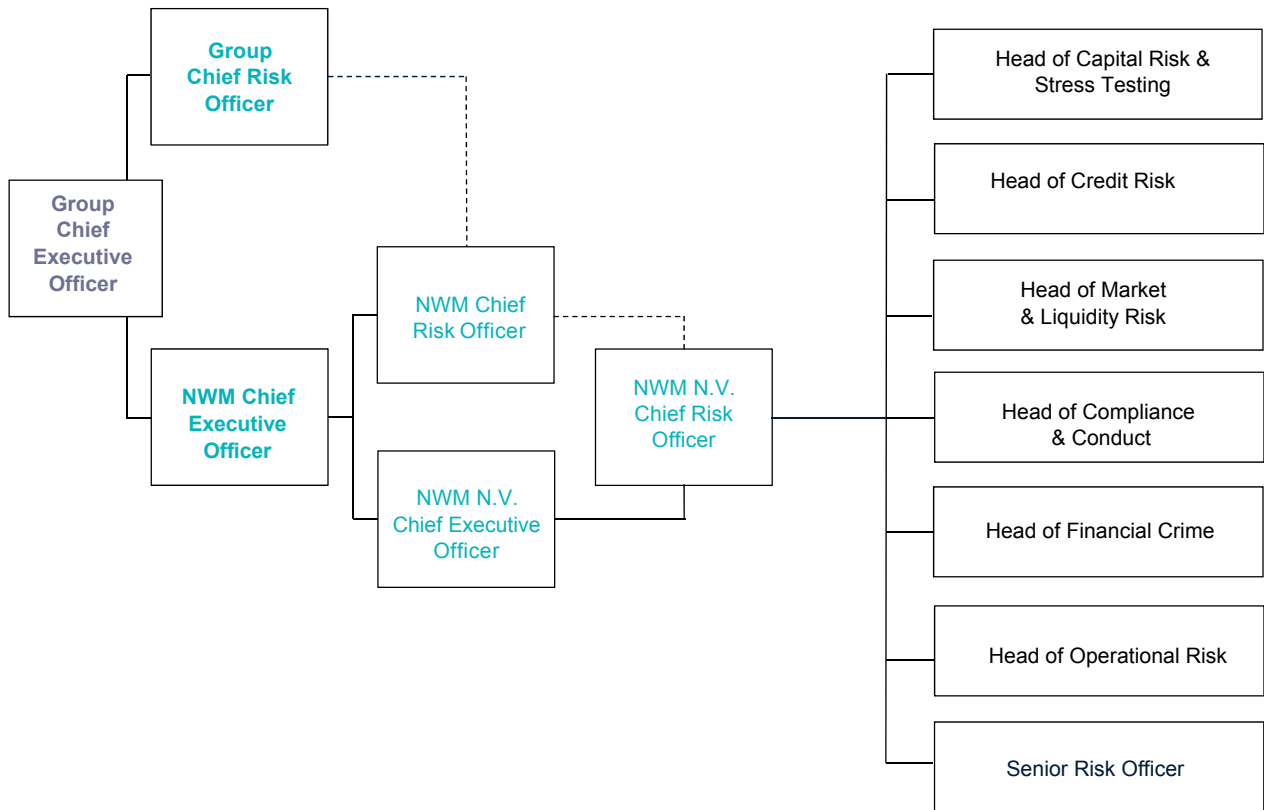 Group
Chief Risk
Officer
Group
Chief
Executive
Officer
NWM Chief
Executive
Officer
NWM Chief
Risk Officer
NWM N.V.
Chief Executive
Officer
NWM N.V.
Chief Risk
Officer
Head of Capital Risk &
Stress Testing
Head of Credit Risk
Head of Market
& Liquidity Risk
Head of Compliance
& Conduct
Head of Financial Crime
Head of Operational Risk
Senior Risk Officer